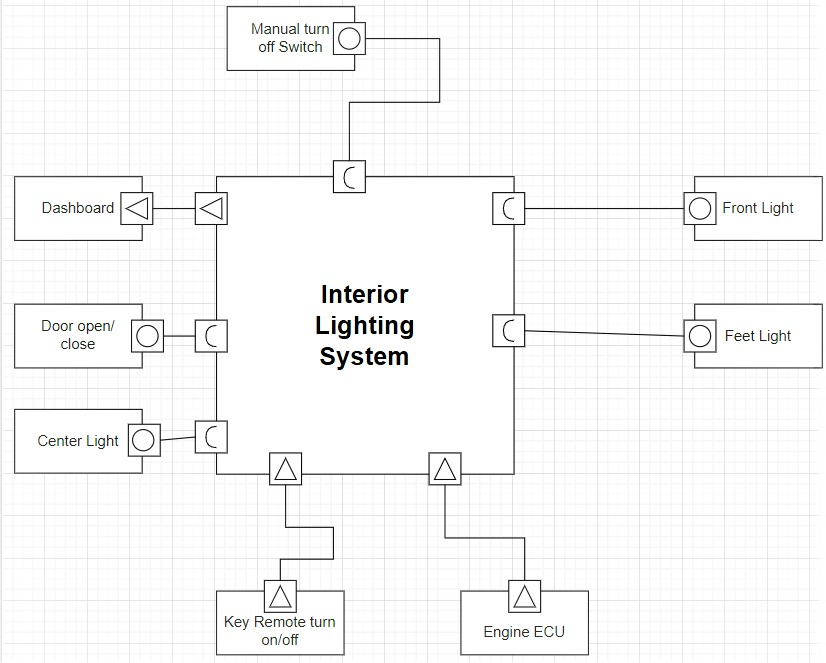 Manual turn
off Switch
Dashboard
Front Light
Interior
Lighting
System
Door open/
close
Feet Light
Center Light
Key Remote turn
on/off
Engine ECU